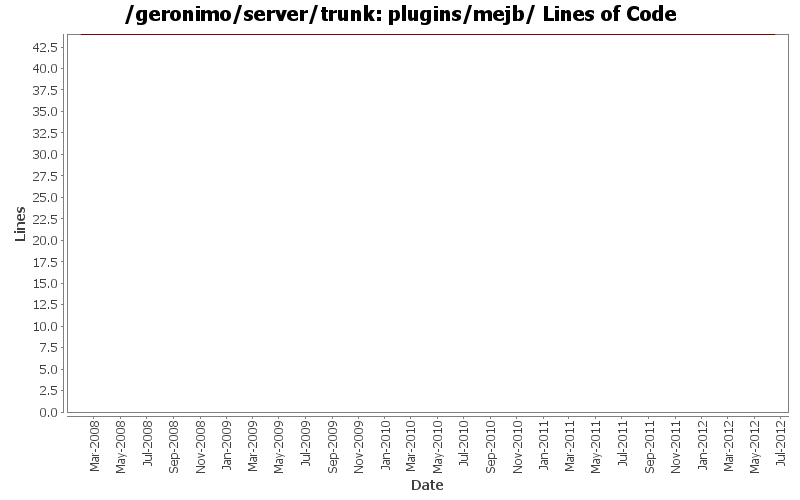 /geronimo/server/trunk: plugins/mejb/ Lines of Code
42.5
40.0
37.5
35.0
32.5
30.0
27.5
25.0
22.5
20.0
17.5
15.0
12.5
10.0
7.5
5.0
2.5
0.0
Lines
Mar-2008
May-2008
Jul-2008
Sep-2008
Nov-2008
Jan-2009
Mar-2009
May-2009
Jul-2009
Sep-2009
Nov-2009
Jan-2010
Mar-2010
May-2010
Jul-2010
Sep-2010
Nov-2010
Jan-2011
Mar-2011
May-2011
Jul-2011
Sep-2011
Nov-2011
Jan-2012
Mar-2012
May-2012
Jul-2012
Date